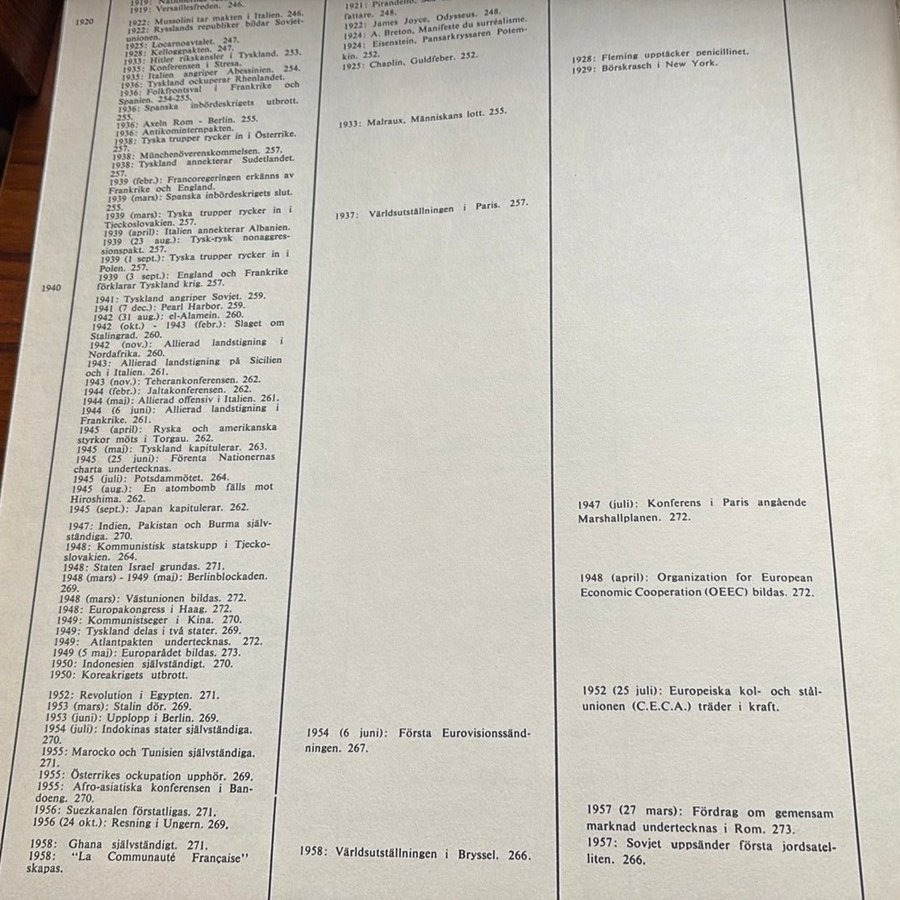 1920
1919: Versaillesfreden. 246.
1922: Mussolini tar makten i Italien. 246.
1922: Rysslands republiker bildar Sovjet-
unionen.
1925: Locarnoavtalet. 247.
1928: Kelloggpakten. 247.
1933: Hitler rikskansler i Tyskland. 253.
1935: Konferensen i Stresa.
1935: Italien angriper Abessinien. 254.
1936: Tyskland ockuperar Rhenlandet.
1936: Folkfrontsval i Frankrike och
Spanien. 254-255.
1936: Spanska inbördeskrigets utbrott.
255.
1936: Axeln Rom - Berlin. 255.
1936: Antikominternpakten.
1938: Tyska trupper rycker in i Österrike.
257.
1938: Münchenöverenskommelsen. 257.
1938: Tyskland annekterar Sudetlandet.
257.
1939 (febr.): Francoregeringen erkänns av
Frankrike och England.
1939 (mars): Spanska inbördeskrigets slut.
255.
1939 (mars): Tyska trupper rycker in i
Tjeckoslovakien. 257.
1939 (april): Italien annekterar Albanien.
1939 (23 aug.): Tysk-rysk nonaggres-
sionspakt. 257.
1939 (1 sept.): Tyska trupper rycker in i
Polen. 257.
1939 (3 sept.): England och Frankrike
förklarar Tyskland krig. 257.
1940
1941: Tyskland angriper Sovjet. 259.
1941 (7 dec.): Pearl Harbor. 259.
1942 (31 aug.): el-Alamein. 260.
1942 (okt.) - 1943 (febr.): Slaget om
Stalingrad. 260.
1942 (nov.): Allierad landstigning i
Nordafrika. 260.
1943: Allierad landstigning på Sicilien
och i Italien. 261.
1943 (nov.): Teherankonferensen. 262.
1944 (febr.): Jaltakonferensen. 262.
1944 (maj): Allierad offensiv i Italien. 261.
1944 (6 juni): Allierad landstigning i
Frankrike. 261.
1945 (april): Ryska och amerikanska
styrkor möts i Torgau. 262.
1945 (maj): Tyskland kapitulerar. 263.
1945 (25 juni): Förenta Nationernas
charta undertecknas.
1945 (juli): Potsdammötet. 264.
1945 (aug.): En atombomb fälls mot
Hiroshima. 262.
1945 (sept.): Japan kapitulerar. 262.
1947: Indien, Pakistan och Burma själv-
ständiga. 270.
1948: Kommunistisk statskupp i Tjecko-
slovakien. 264.
1948: Staten Israel grundas. 271.
1948 (mars) - 1949 (maj): Berlinblockaden.
269.
1948 (mars): Västunionen bildas. 272.
1948: Europakongress i Haag. 272.
1949: Kommunistseger i Kina. 270.
1949: Tyskland delas i två stater. 269.
1949: Atlantpakten undertecknas. 272.
1949 (5 maj): Europarådet bildas. 273.
1950: Indonesien självständigt. 270.
1950: Koreakrigets utbrott.
1952: Revolution i Egypten. 271.
1953 (mars): Stalin dör. 269.
1953 (juni): Upplopp i Berlin. 269.
1954 (juli): Indokinas stater självständiga.
270.
1955: Marocko och Tunisien självständiga.
271.
1955: Österrikes ockupation upphör. 269.
1955: Afro-asiatiska konferensen i Ban-
doeng. 270.
1956: Suezkanalen förstatligas. 271.
1956 (24 okt.): Resning i Ungern. 269.
1958: Ghana självständigt. 271.
1958: "La Communauté Française"
skapas.
1921: Pirandello,
fattare. 248.
1922: James Joyce, Odysseus. 248.
1924: A. Breton, Manifeste du surréalisme.
1924: Eisenstein, Pansarkryssaren Potem-
kin. 252.
1925: Chaplin, Guldfeber. 252.
1933: Malraux, Människans lott. 255.
1937: Världsutställningen i Paris. 257.
1954 (6 juni): Första Eurovisionssänd-
ningen. 267.
1958: Världsutställningen i Bryssel. 266.
1928: Fleming upptäcker penicillinet.
1929: Börskrasch i New York.
1947 (juli): Konferens i Paris angående
Marshallplanen. 272.
1948 (april): Organization for European
Economic Cooperation (OEEC) bildas. 272.
1952 (25 juli): Europeiska kol- och stål-
unionen (C.E.C.A.) träder i kraft.
1957 (27 mars): Fördrag om gemensam
marknad undertecknas i Rom. 273.
1957: Sovjet uppsänder första jordsatel-
liten. 266.